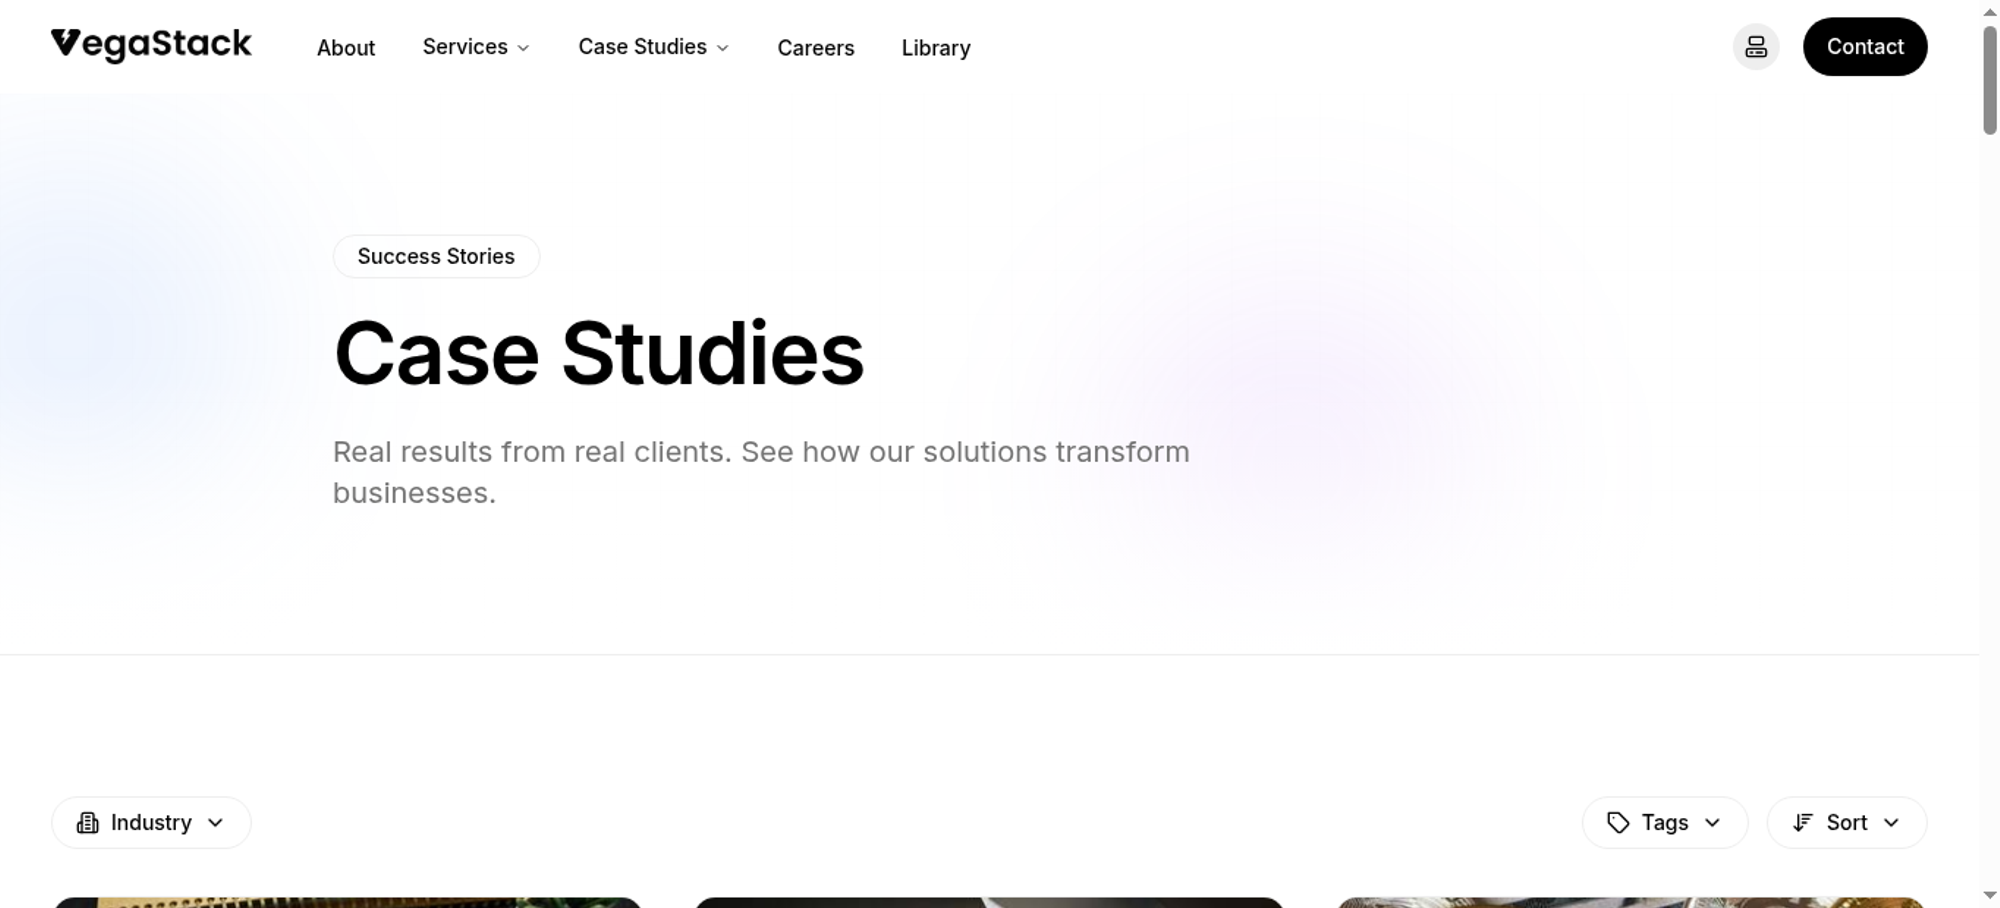 VegaStack
About
Services
Case Studies
Careers
Library
Contact
Success Stories
Case Studies
Real results from real clients. See how our solutions transform
businesses.
Industry
Tags
Sort